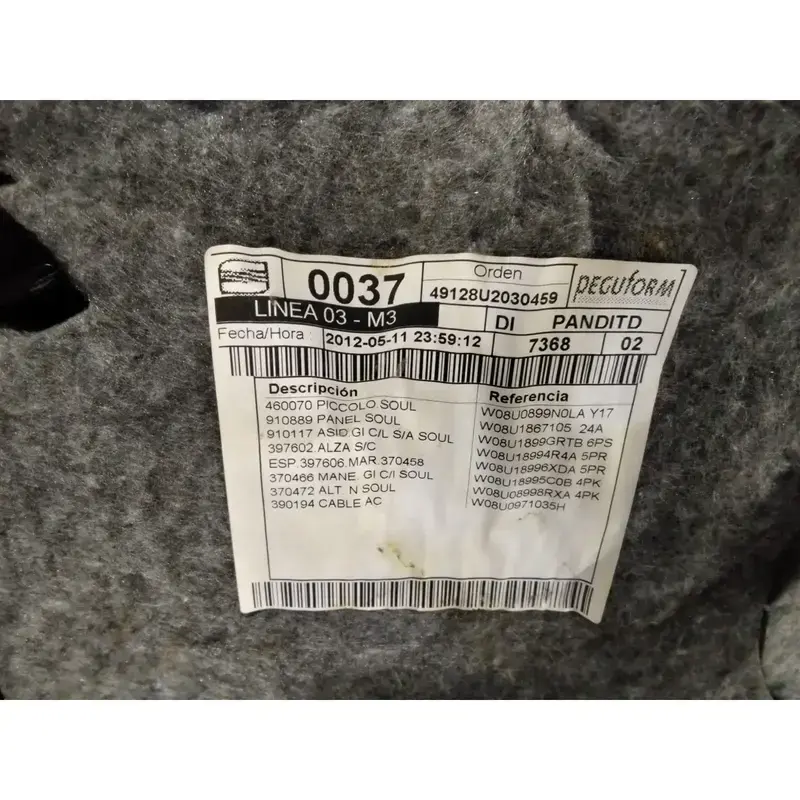 0037
Orden
49128U2030459
PECUFORM
LINEA 03 - M3
DI PANDITD
Fecha/Hora : 2012-05-11 23:59:12 7368 02
Descripción Referencia
460070 PICCOLO SOUL W08U0899N0LA Y17
910889 PANEL SOUL W08U1867105 24A
910117 ASID.GI C/L S/A SOUL W08U1899GRTB 6PS
397602.ALZA S/C W08U18994R4A 5PR
ESP.397606.MAR.370458 W08U18996XDA 5PR
370466 MANE. GI C/I SOUL W08U18995C0B 4PK
370472 ALT. N SOUL W08U08998RXA 4PK
390194 CABLE AC W08U0971035H